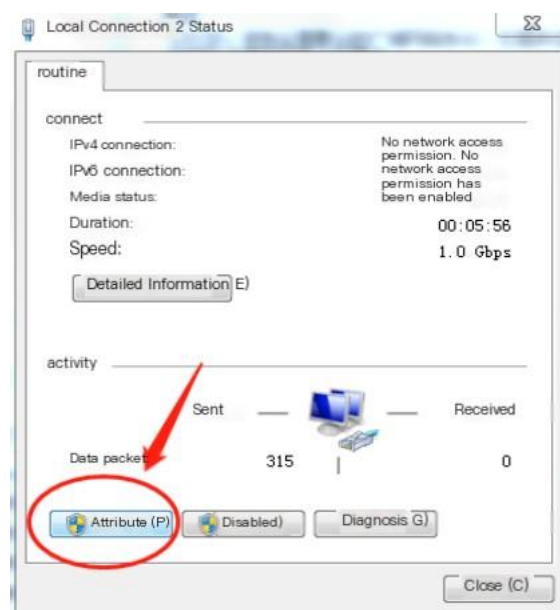 Local Connection 2 Status
routine
connect
IPv4 connection:
No network access
permission. No
IPv6 connection:
network access
permission has
Media status:
been enabled
Duration:
00:05:56
Speed:
1.0 Gbps
Detailed Information E)
activity
Sent
Received
Data packet
315
0
Attribute (P)
Disabled)
Diagnosis G)
Close (C)